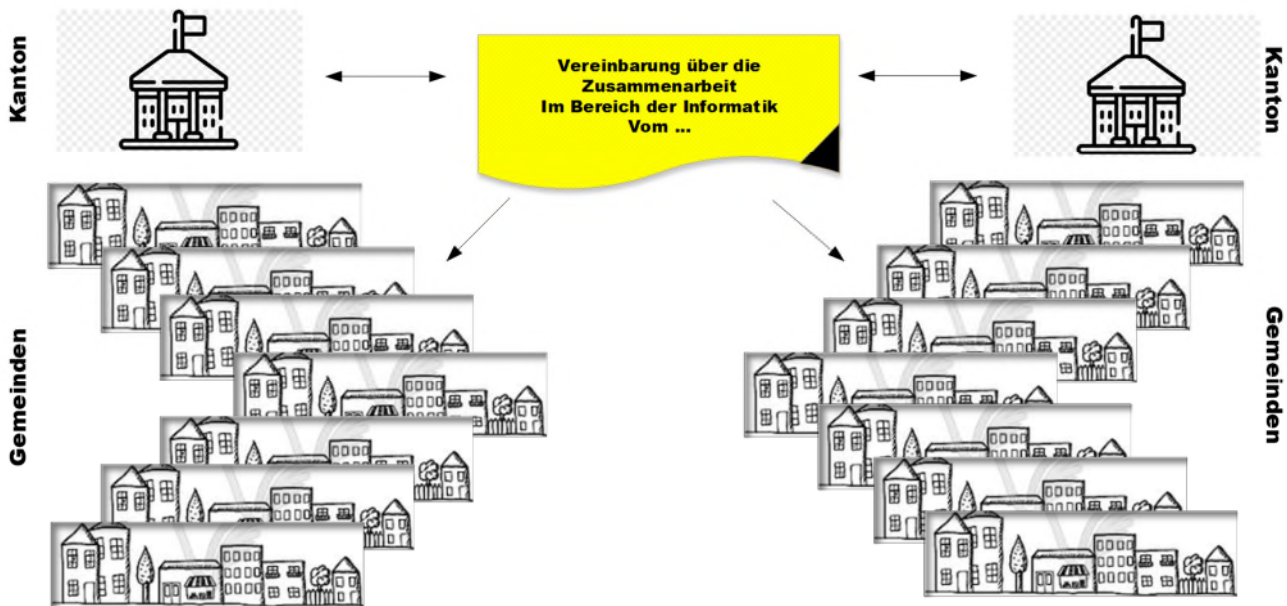 Kanton
Vereinbarung über die
Zusammenarbeit
Im Bereich der Informatik
Vom ...
Kanton
Gemeinden
Gemeinden